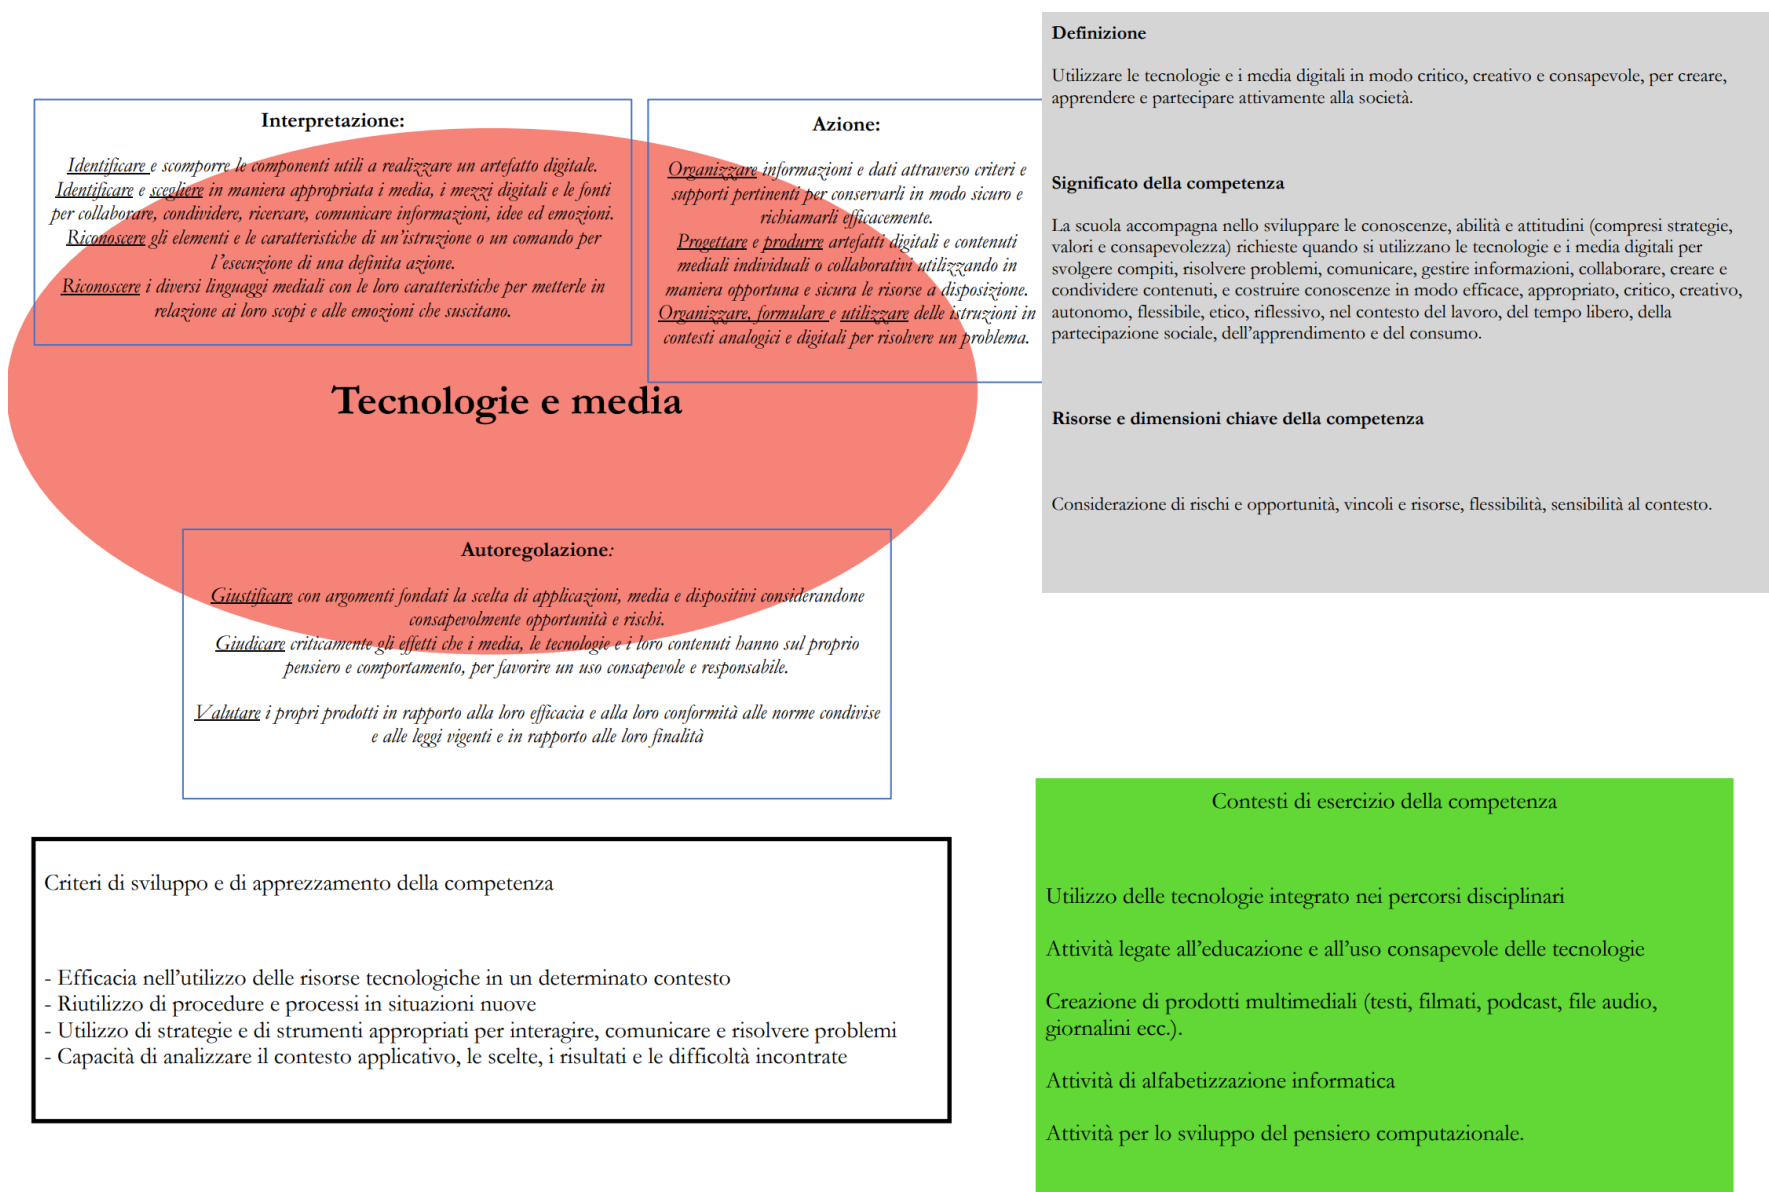 Interpretazione:
Identificare e scomporre le componenti utili a realizzare un artefatto digitale.
Identificare e scegliere in maniera appropriata i media, i mezzi digitali e le fonti
per collaborare, condividere, ricercare, comunicare informazioni, idee ed emozioni.
Riconoscere gli elementi e le caratteristiche di un'istruzione o un comando per
l'esecuzione di una definita azione.
Riconoscere i diversi linguaggi mediali con le loro caratteristiche per metterle in
relazione ai loro scopi e alle emozioni che suscitano.
Azione:
Organizzare informazioni e dati attraverso criteri e
supporti pertinenti per conservarli in modo sicuro e
richiamarli efficacemente.
Progettare e produrre artefatti digitali e contenuti
mediali individuali o collaborativi utilizzando in
maniera opportuna e sicura le risorse a disposizione.
Organizzare, formulare e utilizzare delle istruzioni in
contesti analogici e digitali per risolvere un problema.
Tecnologie e media
Autoregolazione:
Giustificare con argomenti fondati la scelta di applicazioni, media e dispositivi considerandone
consapevolmente opportunità e rischi.
Giudicare criticamente gli effetti che i media, le tecnologie e i loro contenuti hanno sul proprio
pensiero e comportamento, per favorire un uso consapevole e responsabile.
Valutare i propri prodotti in rapporto alla loro efficacia e alla loro conformità alle norme condivise
e alle leggi vigenti e in rapporto alle loro finalità
Definizione
Utilizzare le tecnologie e i media digitali in modo critico, creativo e consapevole, per creare,
apprendere e partecipare attivamente alla società.
Significato della competenza
La scuola accompagna nello sviluppare le conoscenze, abilità e attitudini (compresi strategie,
valori e consapevolezza) richieste quando si utilizzano le tecnologie e i media digitali per
svolgere compiti, risolvere problemi, comunicare, gestire informazioni, collaborare, creare e
condividere contenuti, e costruire conoscenze in modo efficace, appropriato, critico, creativo,
autonomo, flessibile, etico, riflessivo, nel contesto del lavoro, del tempo libero, della
partecipazione sociale, dell'apprendimento e del consumo.
Risorse e dimensioni chiave della competenza
Considerazione di rischi e opportunità, vincoli e risorse, flessibilità, sensibilità al contesto.
Criteri di sviluppo e di apprezzamento della competenza
- Efficacia nell'utilizzo delle risorse tecnologiche in un determinato contesto
- Riutilizzo di procedure e processi in situazioni nuove
- Utilizzo di strategie e di strumenti appropriati per interagire, comunicare e risolvere problemi
- Capacità di analizzare il contesto applicativo, le scelte, i risultati e le difficoltà incontrate
Contesti di esercizio della competenza
Utilizzo delle tecnologie integrato nei percorsi disciplinari
Attività legate all'educazione e all'uso consapevole delle tecnologie
Creazione di prodotti multimediali (testi, filmati, podcast, file audio,
giornalini ecc.).
Attività di alfabetizzazione informatica
Attività per lo sviluppo del pensiero computazionale.